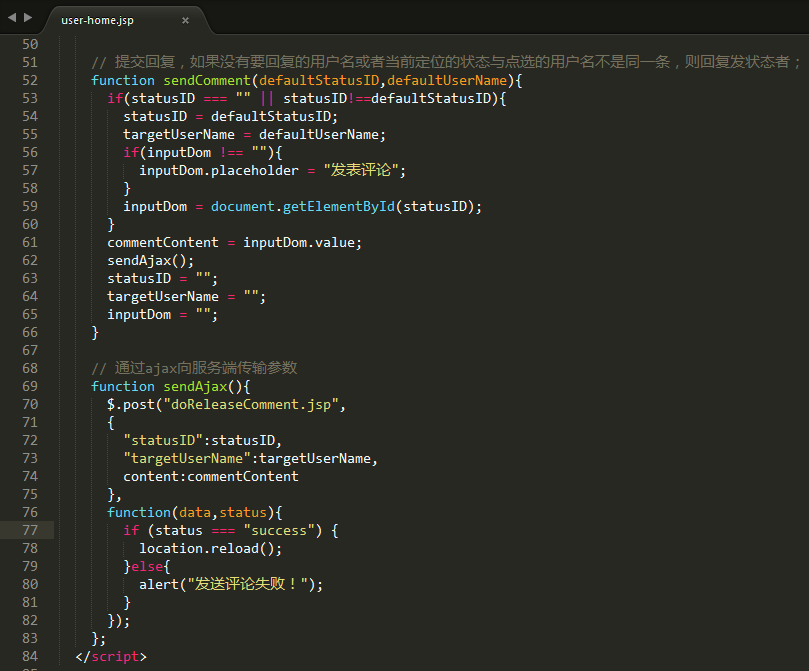 user-home.jsp
50
51 // 提交回复，如果没有要回复的用户名或者当前定位的状态与点选的用户名不是同一条，则回复发状态者；
52 function sendComment(defaultStatusID,defaultUserName){
53 if(statusID === "" || statusID!==defaultStatusID){
54 statusID = defaultStatusID;
55 targetUserName = defaultUserName;
56 if(inputDom !== ""){
57 inputDom.placeholder = "发表评论";
58 }
59 inputDom = document.getElementById(statusID);
60 }
61 commentContent = inputDom.value;
62 sendAjax();
63 statusID = "";
64 targetUserName = "";
65 inputDom = "";
66 }
67
68 // 通过ajax向服务端传输参数
69 function sendAjax(){
70 $.post("doReleaseComment.jsp",
71 {
72 "statusID":statusID,
73 "targetUserName":targetUserName,
74 content:commentContent
75 },
76 function(data,status){
77 if (status === "success") {
78 location.reload();
79 }else{
80 alert("发送评论失败！");
81 }
82 });
83 };
84 </script>